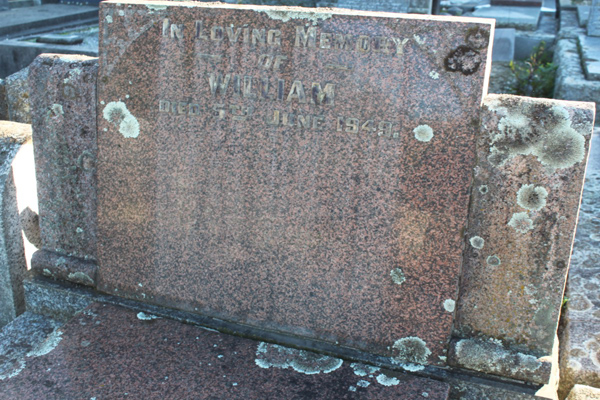 IN LOVING MEMORY
OF
WILLIAM
DIED 7TH JUNE